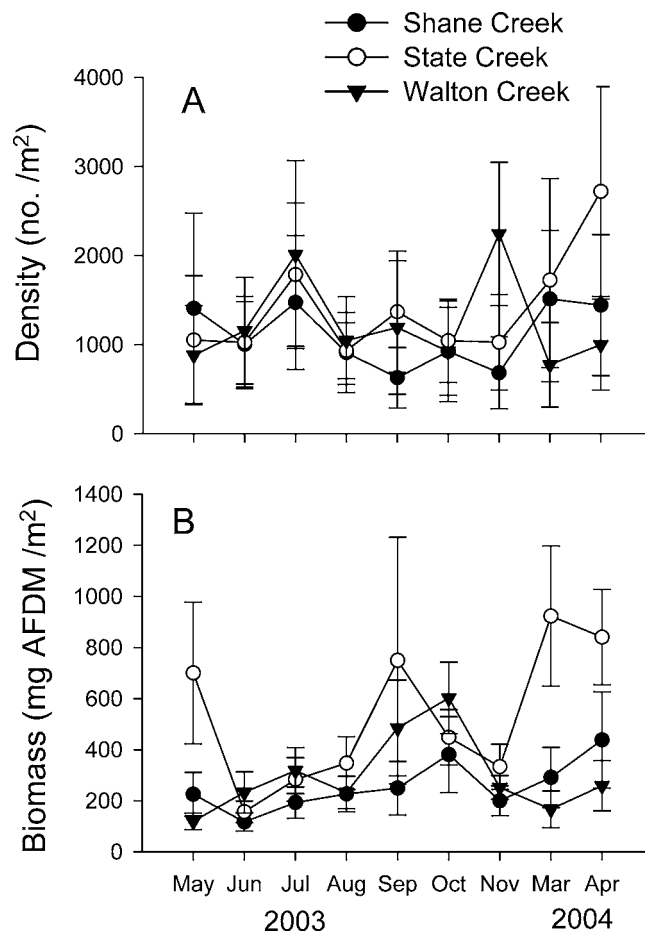 Shane Creek
State Creek
Walton Creek
A
Density (no. /m²)
4000
3000
2000
1000
0
B
Biomass (mg AFDM /m²)
1400
1200
1000
800
600
400
200
0
May Jun Jul Aug Sep Oct Nov Mar Apr
2003 2004